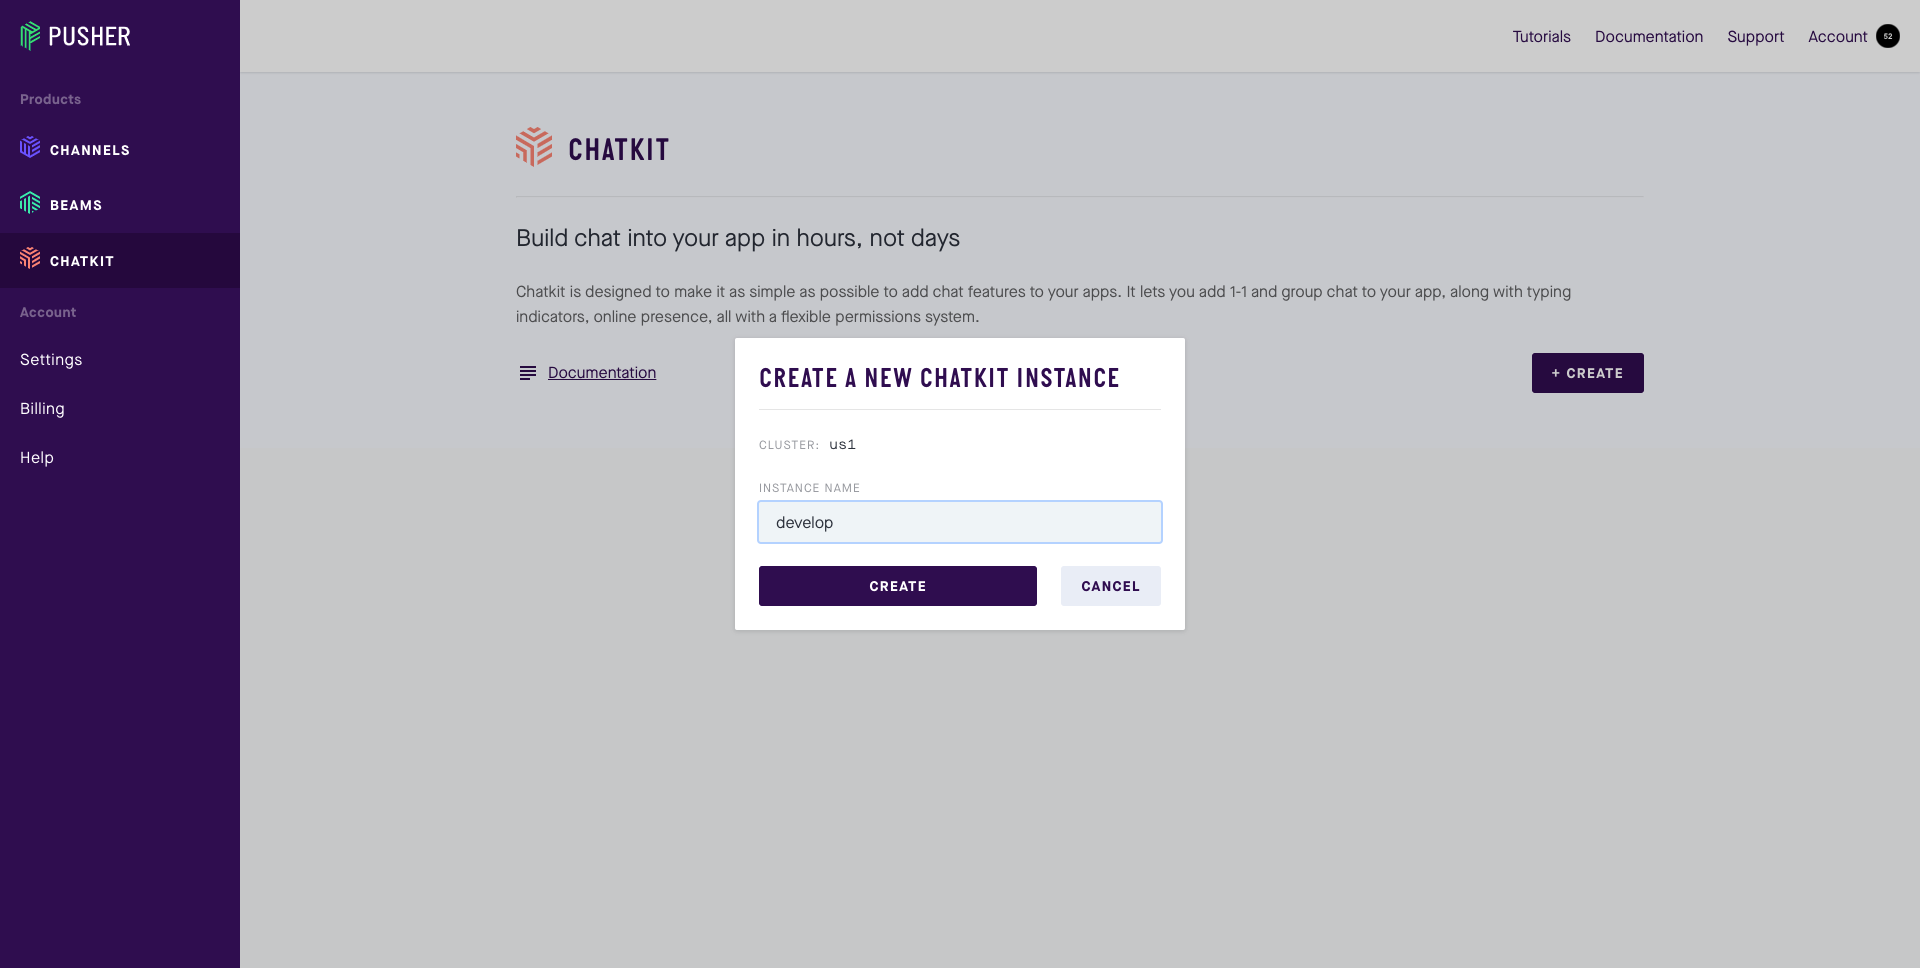 PUSHER
Tutorials
Documentation
Support
Account
52
Products
CHANNELS
BEAMS
CHATKIT
Account
Settings
Billing
Help
CHATKIT
Build chat into your app in hours, not days
Chatkit is designed to make it as simple as possible to add chat features to your apps. It lets you add 1-1 and group chat to your app, along with typing
indicators, online presence, all with a flexible permissions system.
Documentation
+ CREATE
CREATE A NEW CHATKIT INSTANCE
CLUSTER: us1
INSTANCE NAME
develop
CREATE
CANCEL